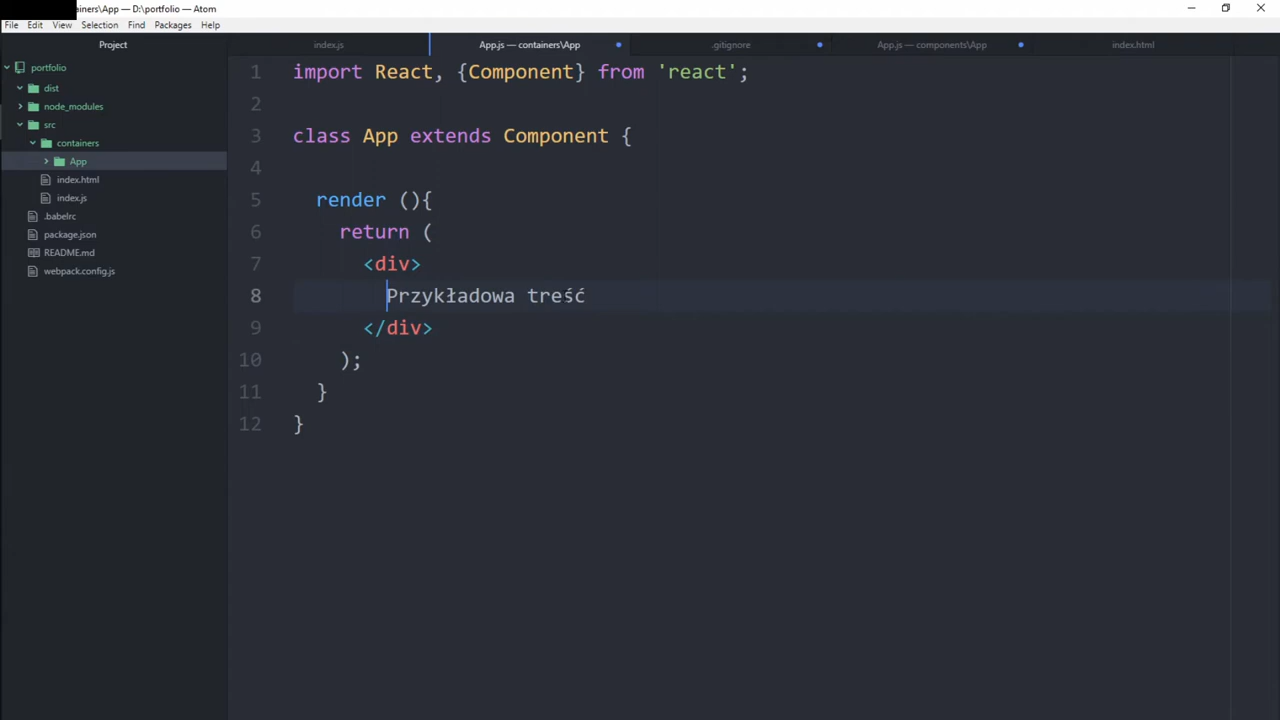 ontainers\App — D:\portfolio — Atom
File Edit View Selection Find Packages Help
Project
portfolio
dist
node_modules
src
containers
App
index.html
index.js
.babelrc
package.json
README.md
webpack.config.js
index.js
App.js — containers\App
.gitignore
App.js — components\App
index.html
1 import React, {Component} from 'react';
2
3 class App extends Component {
4
5 render (){
6 return (
7 <div>
8 Przykładowa treść
9 </div>
10 );
11 }
12 }